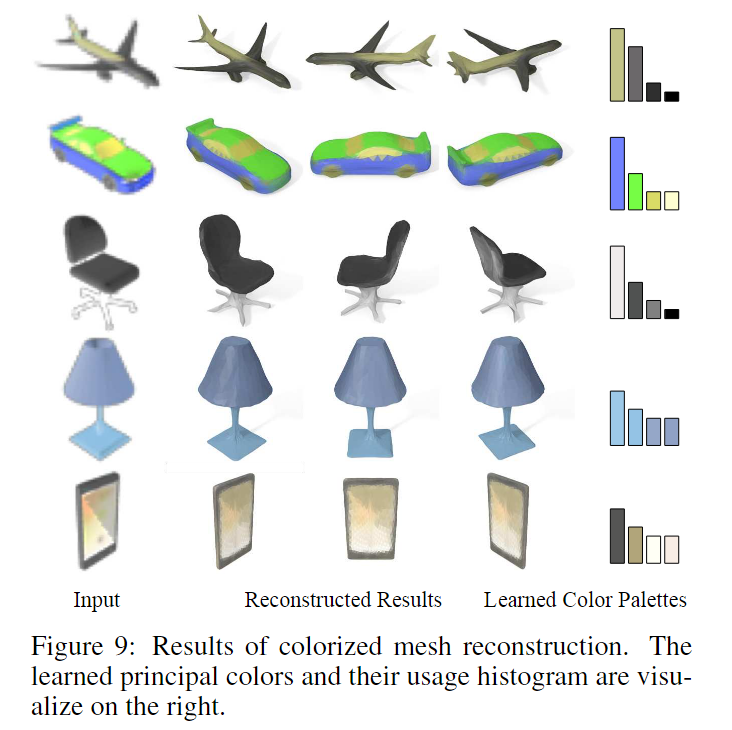 Input
Reconstructed Results
Learned Color Palettes
Figure 9: Results of colorized mesh reconstruction. The
learned principal colors and their usage histogram are visu-
alize on the right.